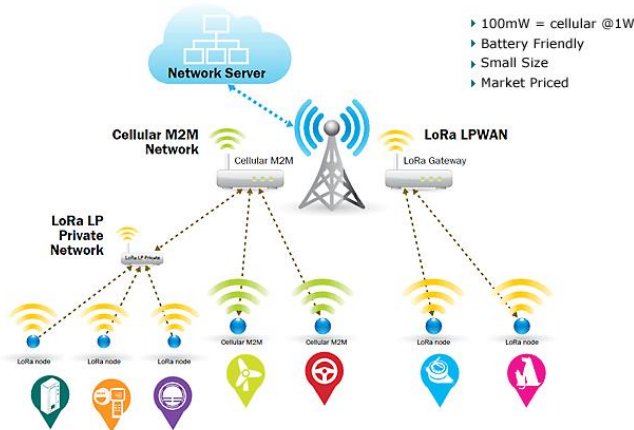 100mW = cellular @1W
Battery Friendly
Small Size
Market Priced
Network Server
Cellular M2M
Network
Cellular M2M
LoRa LPWAN
LoRa Gateway
LoRa LP
Private
Network
LoRa LP Private
LoRa node
LoRa node
LoRa node
Cellular M2M
Cellular M2M
LoRa node
LoRa node